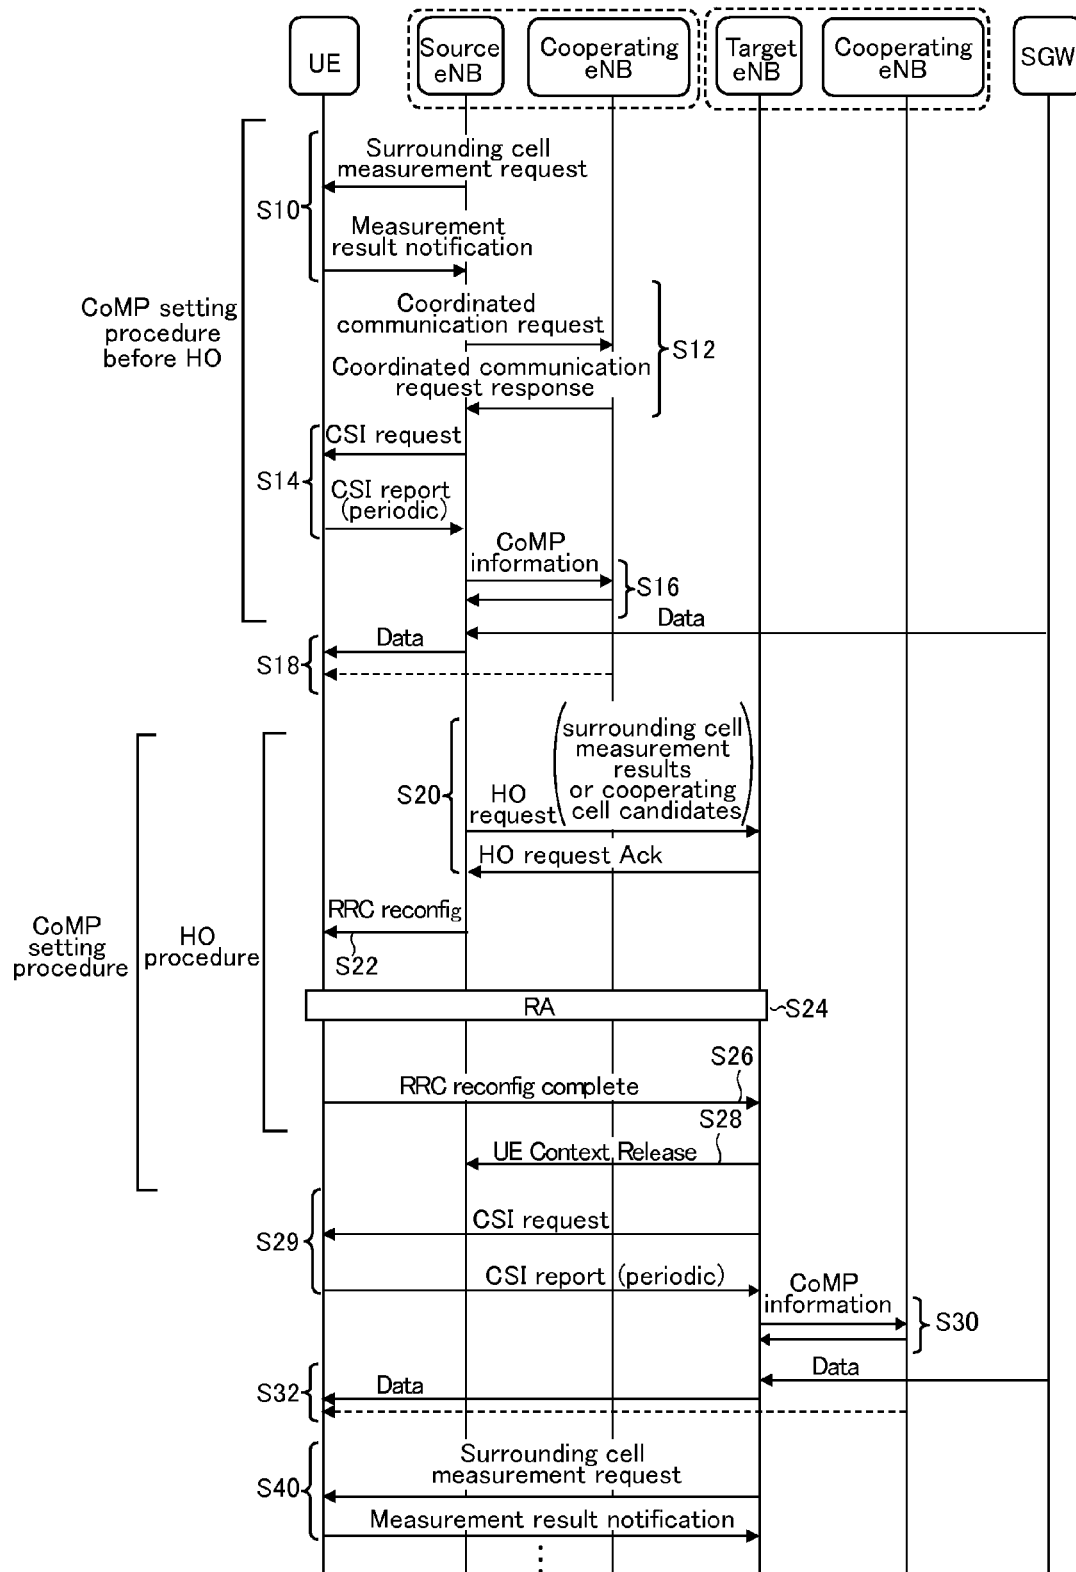 UE
Source
eNB
Cooperating
eNB
Target
eNB
Cooperating
eNB
SGW
Surrounding cell
measurement request
S10
Measurement
result notification
CoMP setting
procedure
before HO
Coordinated
communication request
S12
Coordinated communication
request response
CSI request
S14
CSI report
(periodic)
CoMP
information
S16
Data
Data
S18
(surrounding cell
measurement
results
or cooperating
cell candidates)
S20
HO
request
HO request Ack
RRC reconfig
S22
CoMP
setting
procedure
HO
procedure
RA
S24
S26
RRC reconfig complete
S28
UE Context Release
CSI request
S29
CSI report (periodic)
CoMP
information
S30
Data
Data
S32
Surrounding cell
measurement request
S40
Measurement result notification